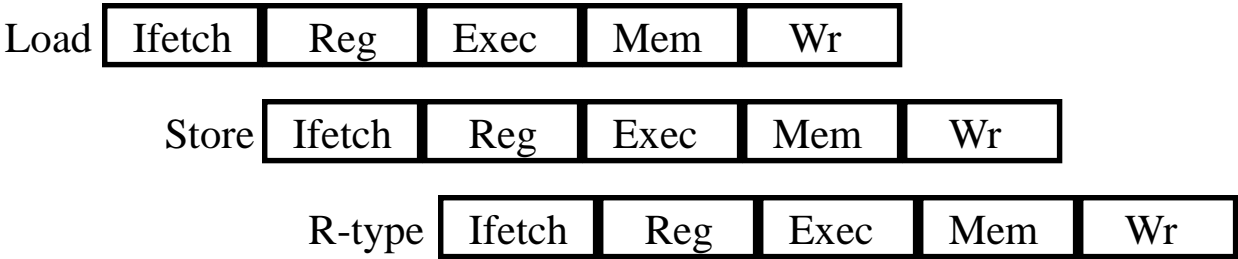 Load Ifetch Reg Exec Mem Wr
Store Ifetch Reg Exec Mem Wr
R-type Ifetch Reg Exec Mem Wr